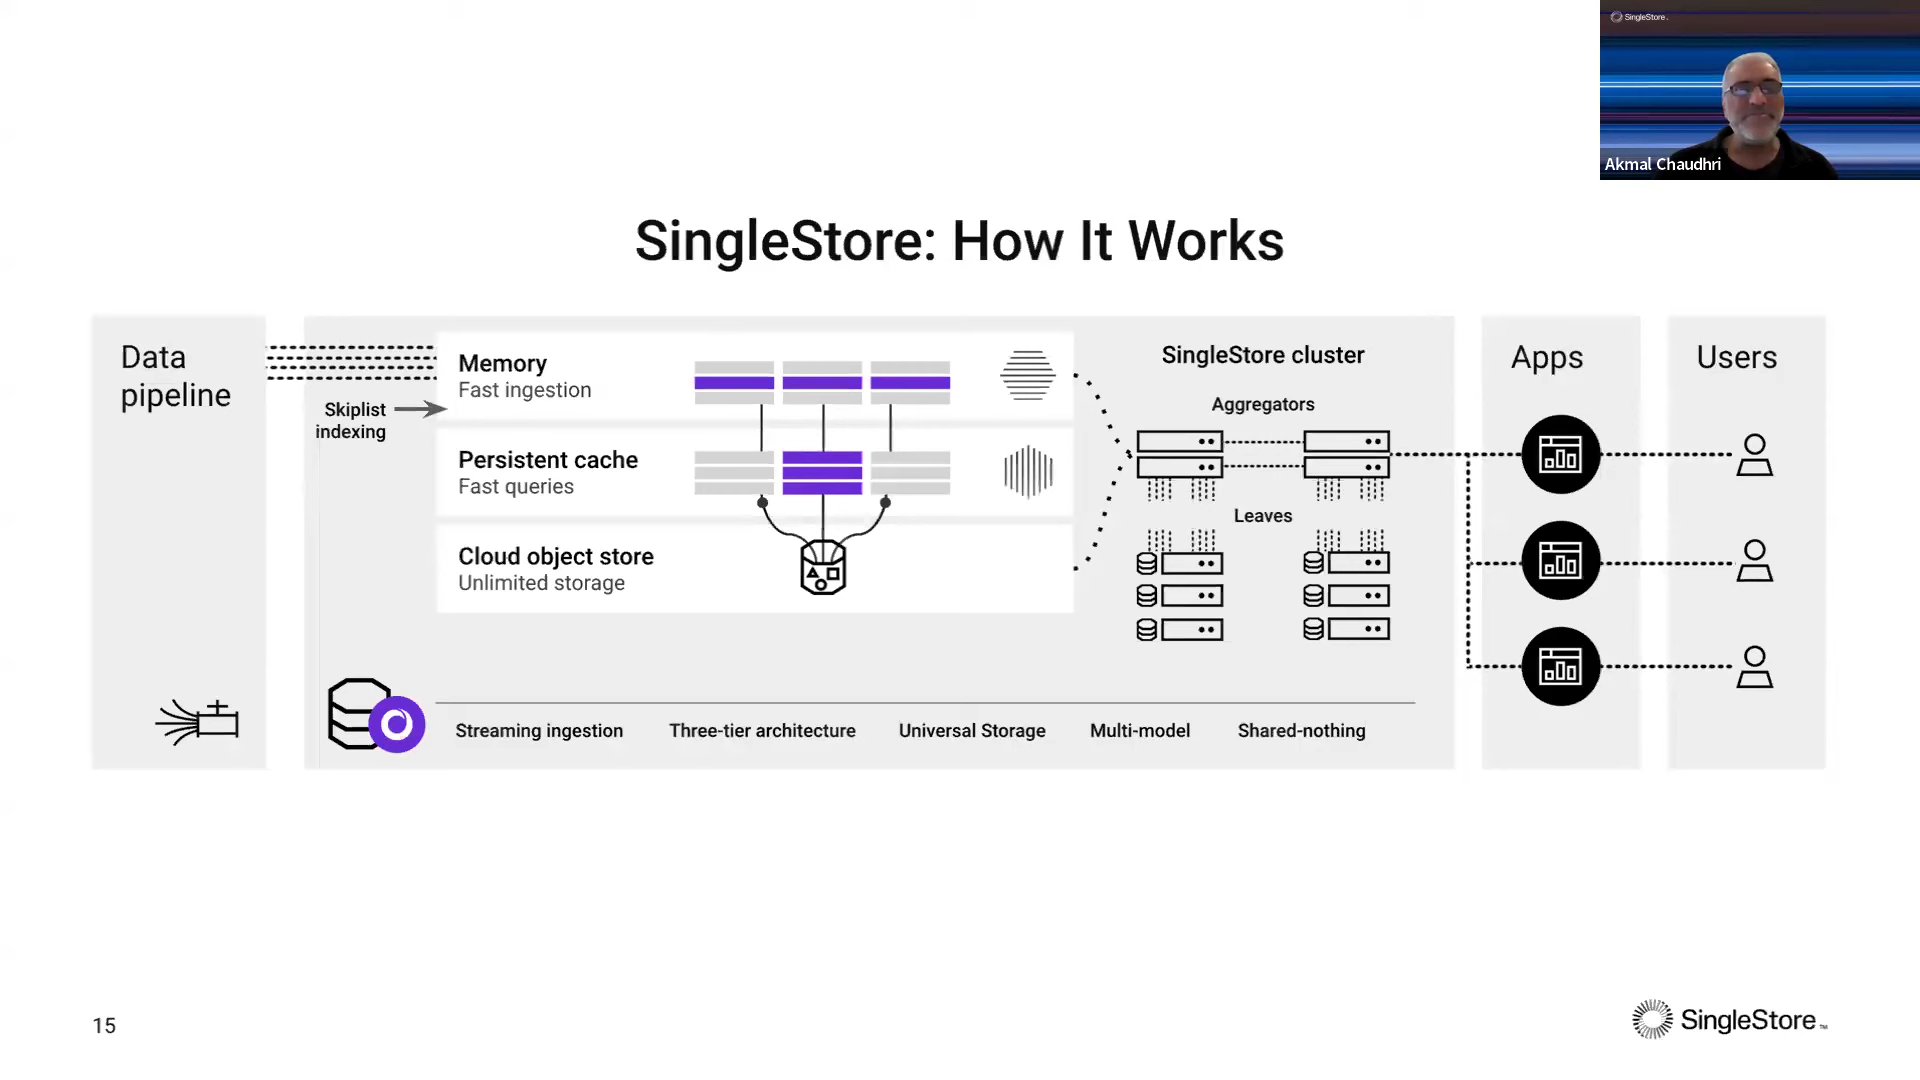 SingleStore
Akmal Chaudhri
SingleStore: How It Works
Data
pipeline
Skiplist
indexing
Memory
Fast ingestion
Persistent cache
Fast queries
Cloud object store
Unlimited storage
SingleStore cluster
Aggregators
Leaves
Apps
Users
Streaming ingestion
Three-tier architecture
Universal Storage
Multi-model
Shared-nothing
15
SingleStore™